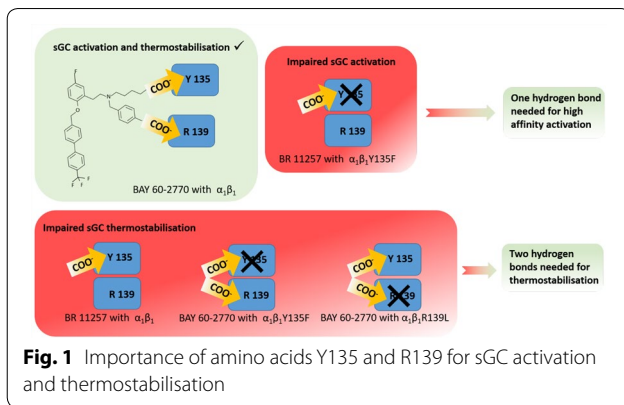 sGC activation and thermostabilisation ✓
F
COO⁻
Y 135
N
O
COO⁻
R 139
F
F
F
BAY 60-2770 with α₁β₁
Impaired sGC activation
COO⁻
Y 135
R 139
BR 11257 with α₁β₁Y135F
One hydrogen bond
needed for high
affinity activation
Impaired sGC thermostabilisation
COO⁻
Y 135
R 139
BR 11257 with α₁β₁
COO⁻
Y 135
COO⁻
R 139
BAY 60-2770 with α₁β₁Y135F
COO⁻
Y 135
COO⁻
R 139
BAY 60-2770 with α₁β₁R139L
Two hydrogen
bonds needed for
thermostabilisation
Fig. 1 Importance of amino acids Y135 and R139 for sGC activation
and thermostabilisation